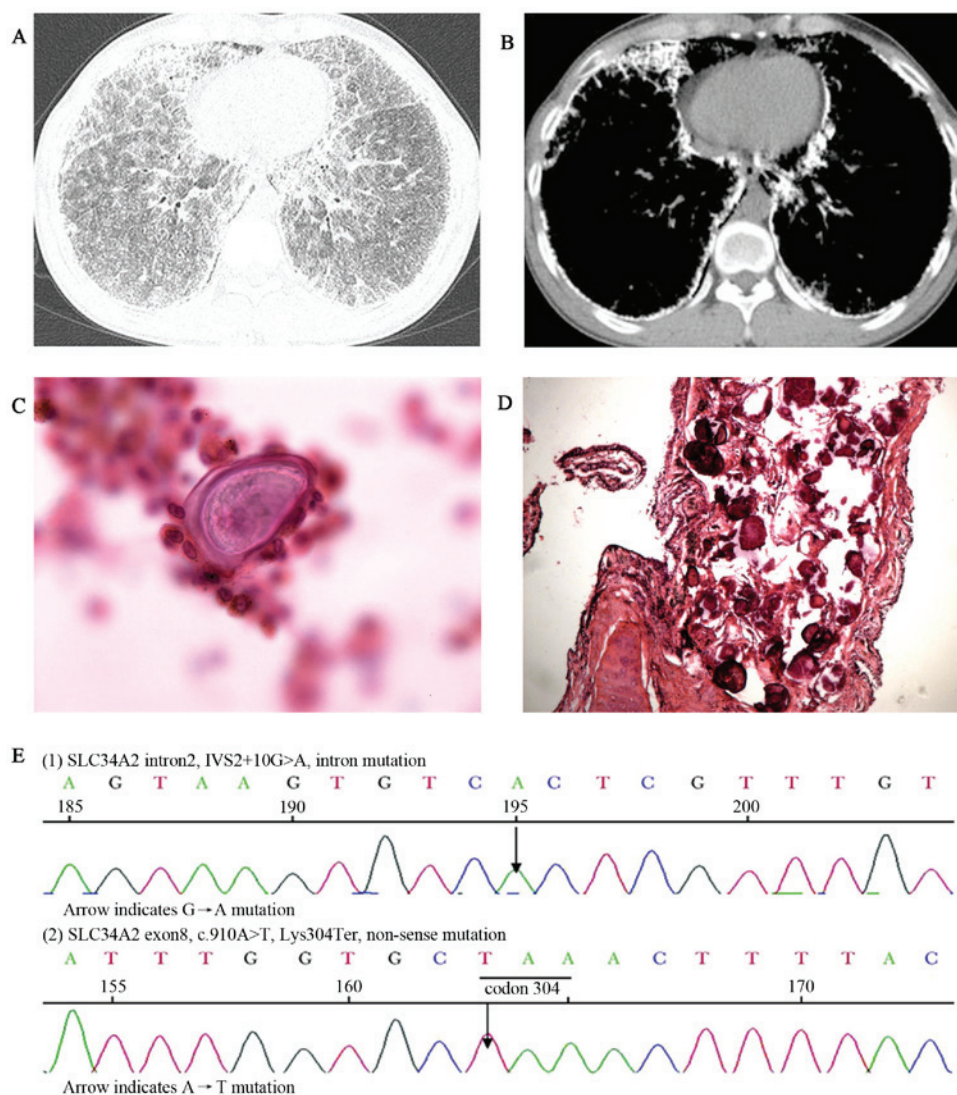 A
B
C
D
E
(1) SLC34A2 intron2, IVS2+10G>A, intron mutation
A G T A A G T G T C A C T C G T T T G T
185 190 195 200
Arrow indicates G→A mutation
(2) SLC34A2 exon8, c.910A>T, Lys304Ter, non-sense mutation
A T T T G G T G C T A A A C T T T T A C
codon 304
155 160 170
Arrow indicates A→T mutation